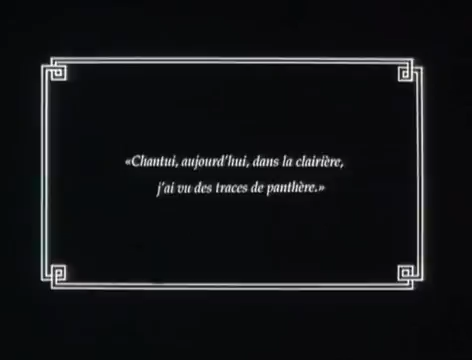 «Chantui, aujourd'hui, dans la clairière,
j'ai vu des traces de panthère.»